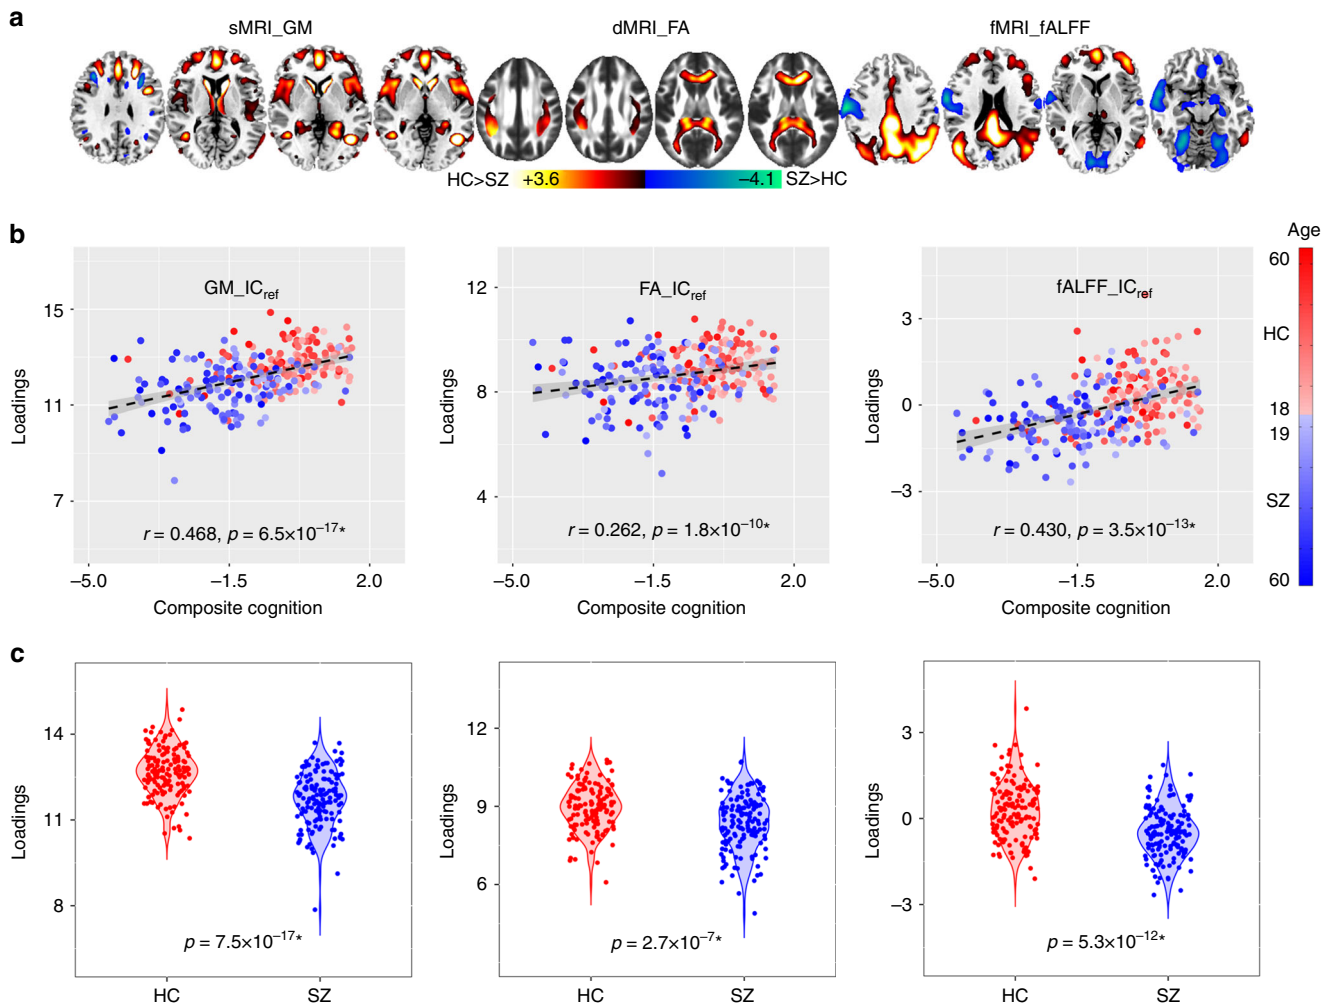 a
sMRI_GM dMRI_FA fMRI_fALFF
HC>SZ +3.6 −4.1 SZ>HC
b
Age
GM_ICref FA_ICref fALFF_ICref
60
HC
18
19
SZ
60
Loadings
15
11
7
r = 0.468, p = 6.5×10−17*
−5.0 −1.5 2.0
Composite cognition
Loadings
12
8
4
r = 0.262, p = 1.8×10−10*
−5.0 −1.5 2.0
Composite cognition
Loadings
3
0
−3
r = 0.430, p = 3.5×10−13*
−5.0 −1.5 2.0
Composite cognition
c
Loadings
14
11
8
p = 7.5×10−17*
HC SZ
Loadings
12
9
6
p = 2.7×10−7*
HC SZ
Loadings
3
0
−3
p = 5.3×10−12*
HC SZ